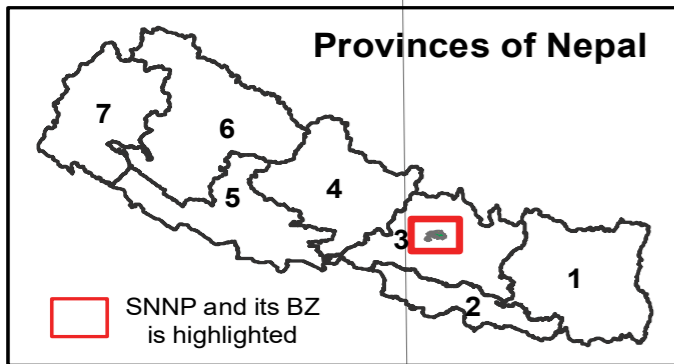 Provinces of Nepal
7
6
5
4
3
1
2
SNNP and its BZ
is highlighted